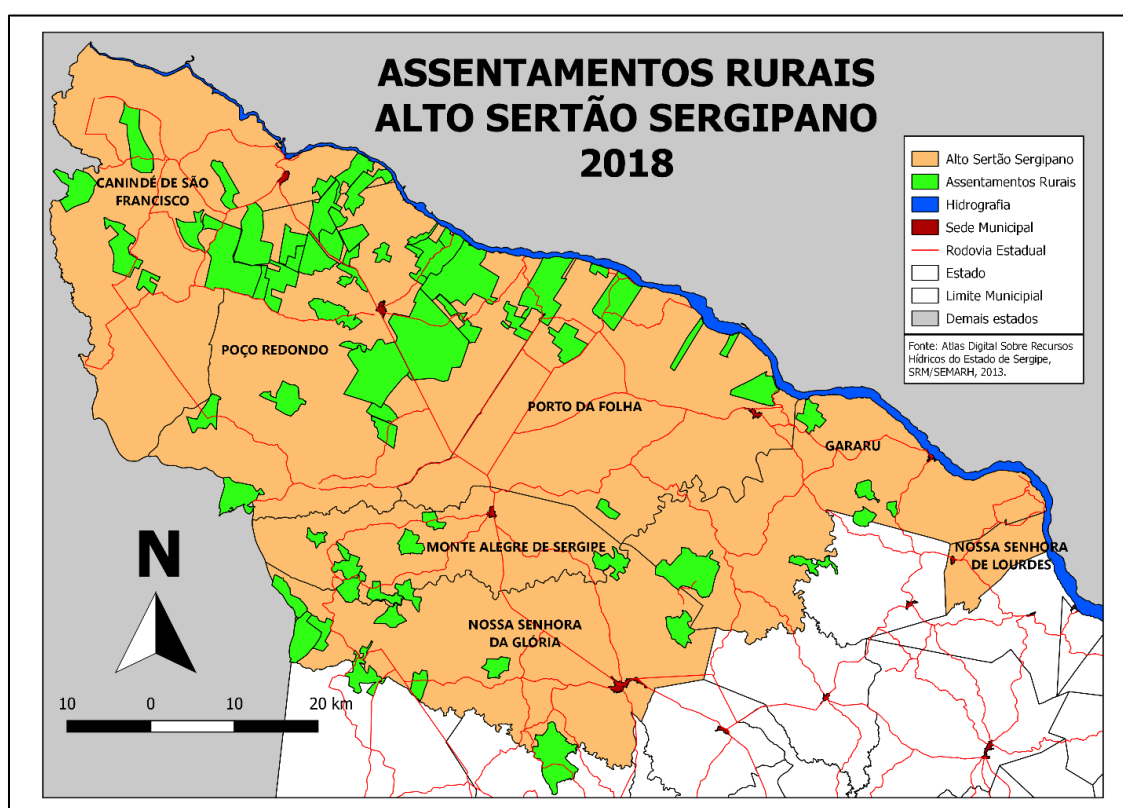 ASSENTAMENTOS RURAIS
ALTO SERTÃO SERGIPANO
2018
Alto Sertão Sergipano
Assentamentos Rurais
Hidrografia
Sede Municipal
Rodovia Estadual
Estado
Limite Municipial
Demais estados
Fonte: Atlas Digital Sobre Recursos
Hídricos do Estado de Sergipe,
SRM/SEMARH, 2013.
CANINDÉ DE SÃO
FRANCISCO
POÇO REDONDO
PORTO DA FOLHA
GARARU
MONTE ALEGRE DE SERGIPE
NOSSA SENHORA
DE LOURDES
NOSSA SENHORA
DA GLÓRIA
N
10 0 10 20 km